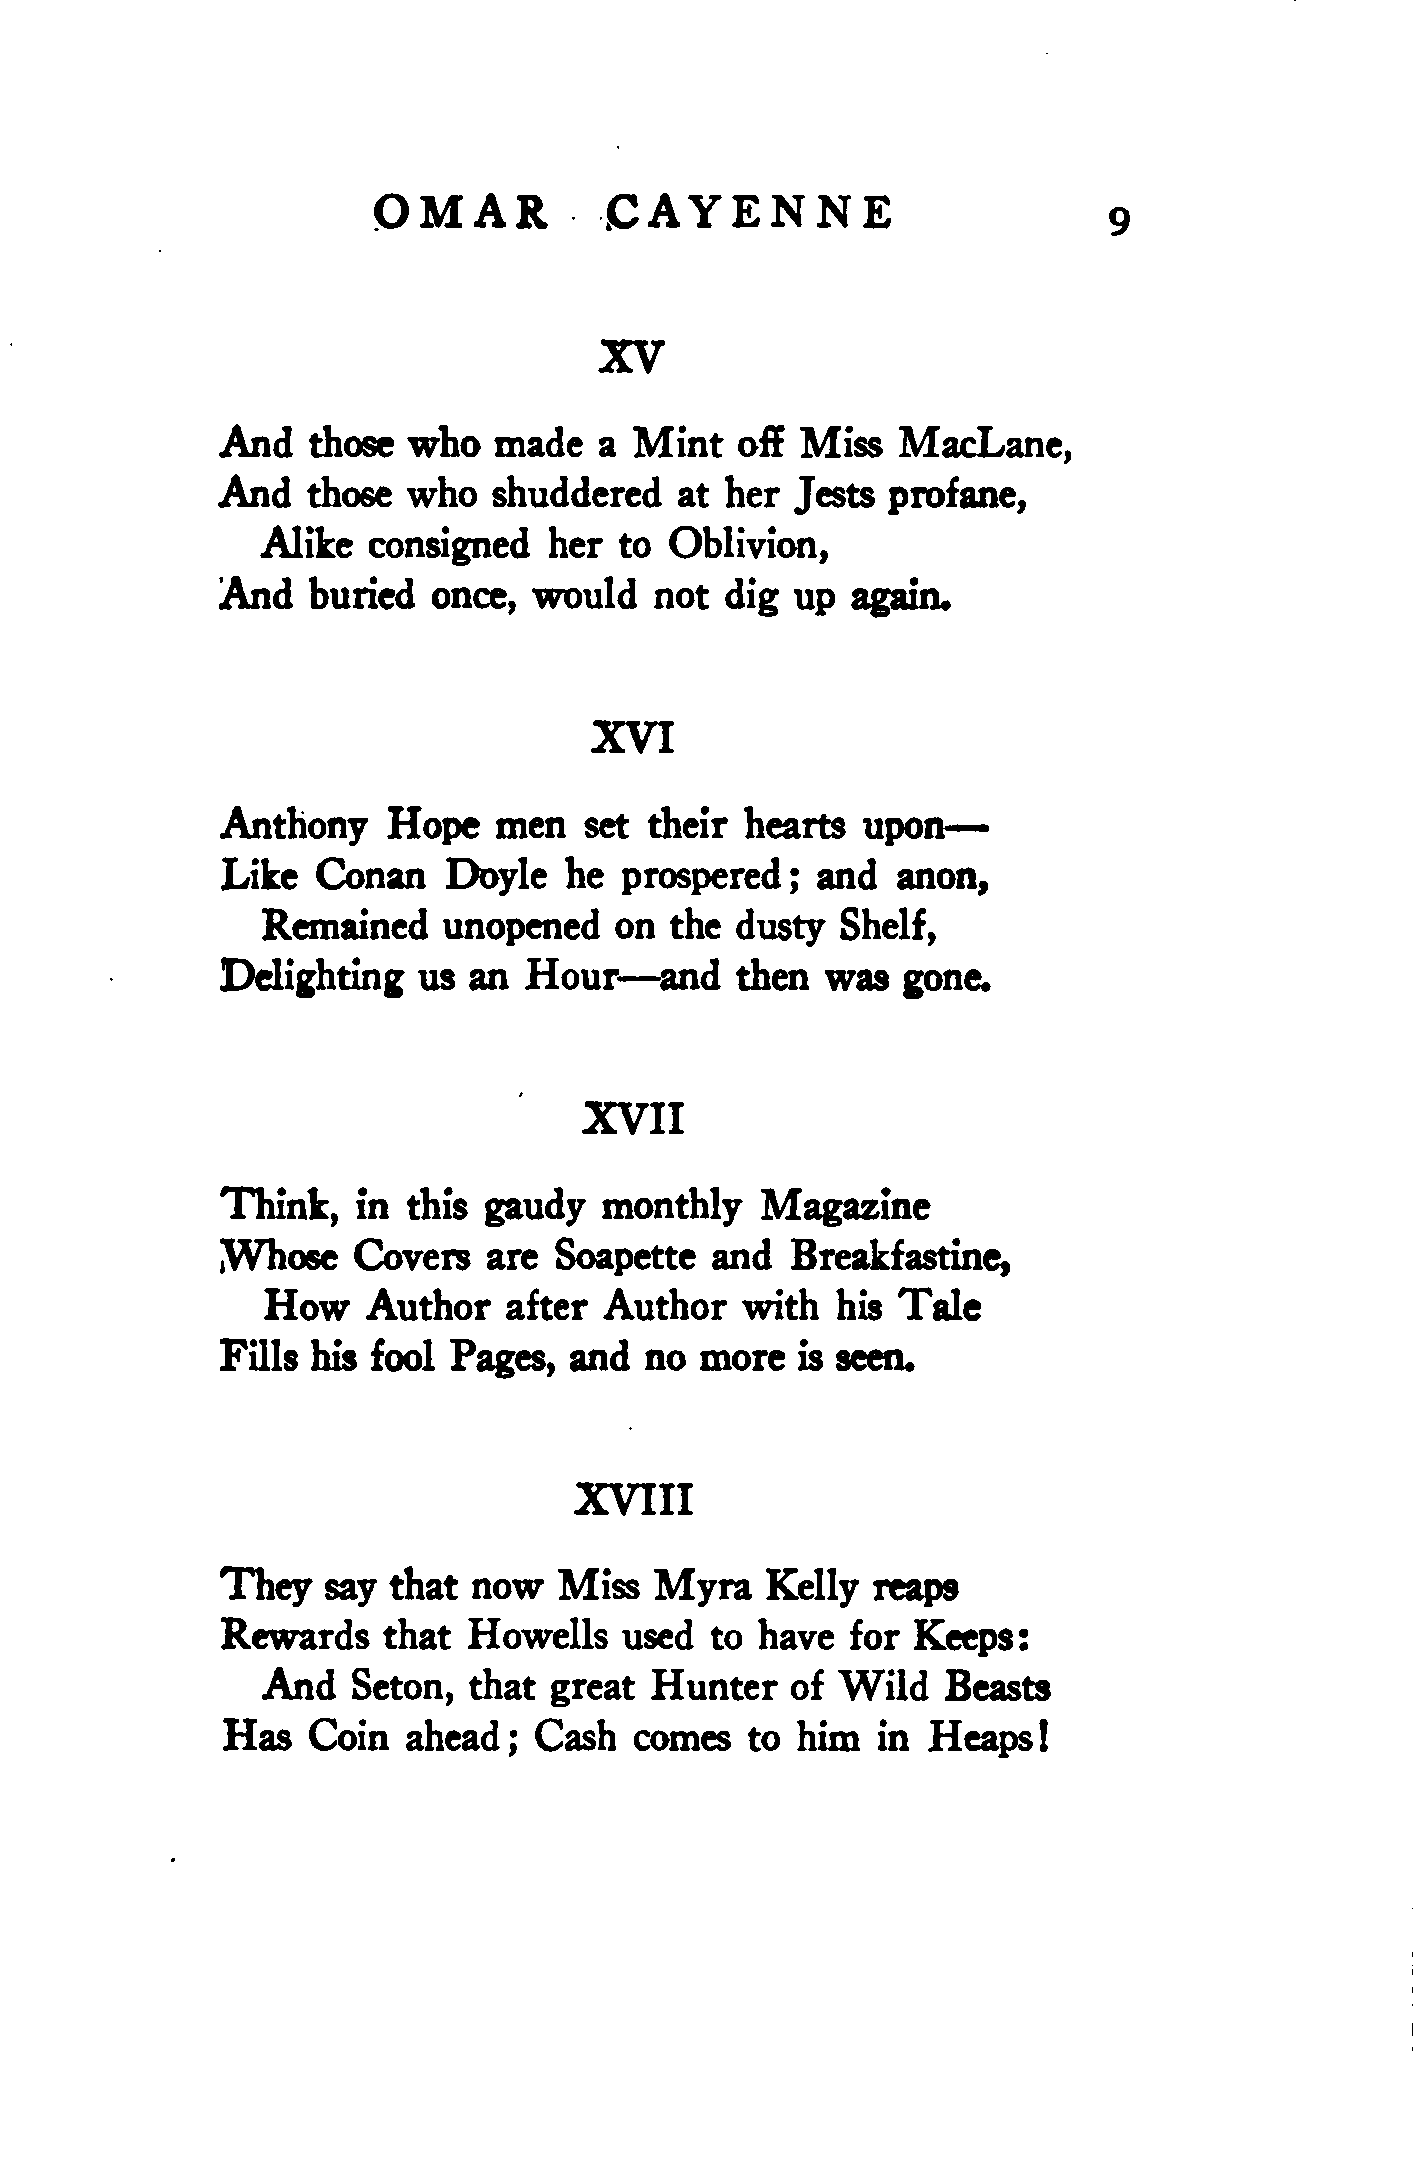 OMAR CAYENNE 9
XV
And those who made a Mint off Miss MacLane,
And those who shuddered at her Jests profane,
Alike consigned her to Oblivion,
And buried once, would not dig up again.
XVI
Anthony Hope men set their hearts upon—
Like Conan Doyle he prospered; and anon,
Remained unopened on the dusty Shelf,
Delighting us an Hour—and then was gone.
XVII
Think, in this gaudy monthly Magazine
Whose Covers are Soapette and Breakfastine,
How Author after Author with his Tale
Fills his fool Pages, and no more is seen.
XVIII
They say that now Miss Myra Kelly reaps
Rewards that Howells used to have for Keeps:
And Seton, that great Hunter of Wild Beasts
Has Coin ahead; Cash comes to him in Heaps!